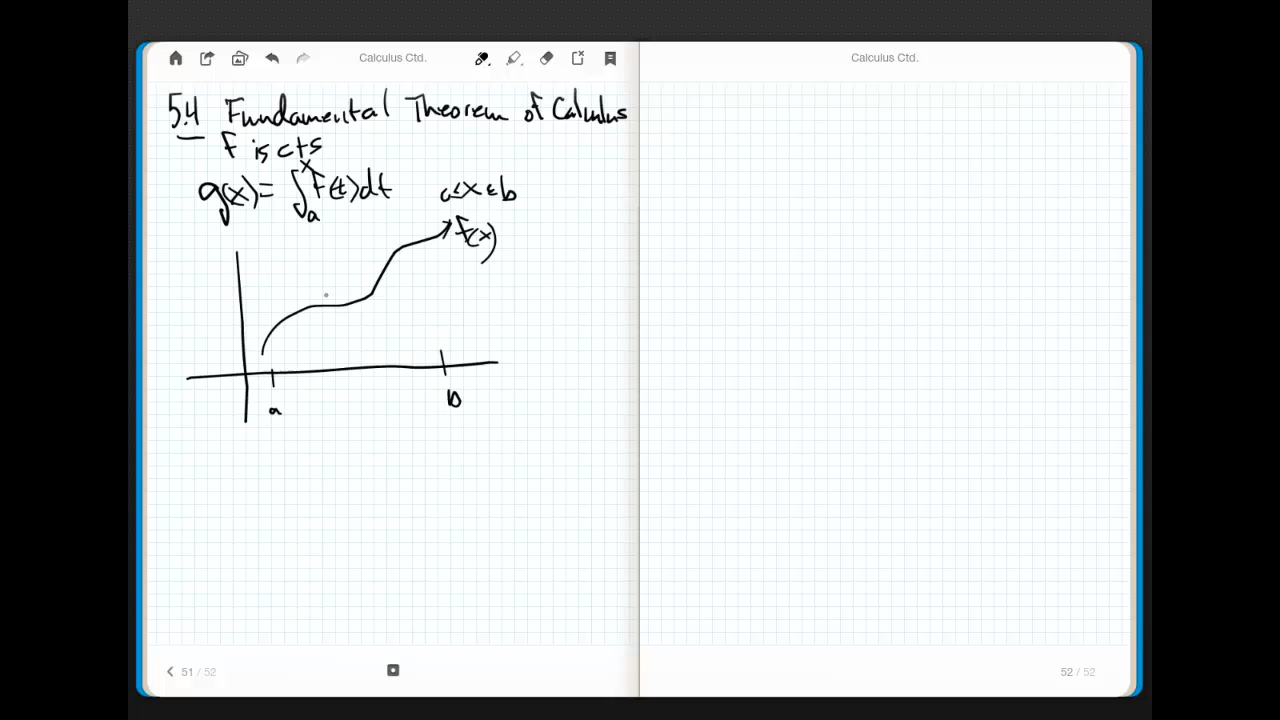 Calculus Ctd.
Calculus Ctd.
5.4 Fundamental Theorem of Calculus
f is cts
g(x) = ∫ₐˣ f(t)dt a≤x≤b
f(x)
a
b
51 / 52
52 / 52